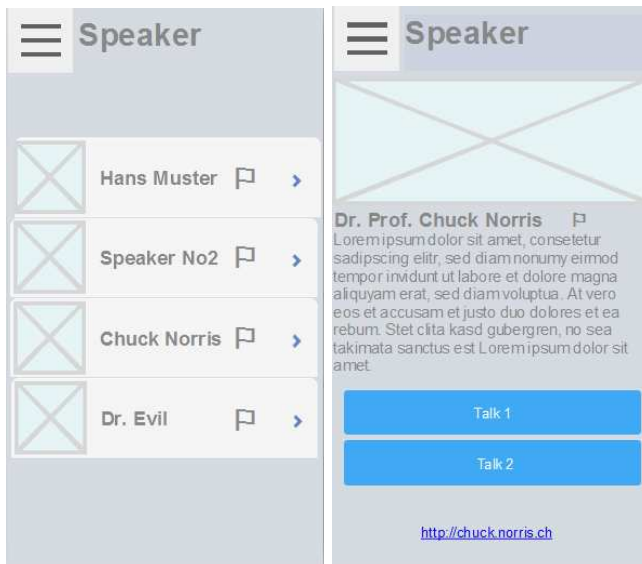 Speaker
Hans Muster
Speaker No2
Chuck Norris
Dr. Evil
Speaker
Dr. Prof. Chuck Norris
Lorem ipsum dolor sit amet, consetetur
sadipscing elitr, sed diam nonumy eirmod
tempor invidunt ut labore et dolore magna
aliquyam erat, sed diam voluptua. At vero
eos et accusam et justo duo dolores et ea
rebum. Stet clita kasd gubergren, no sea
takimata sanctus est Lorem ipsum dolor sit
amet.
Talk 1
Talk 2
http://chuck.norris.ch